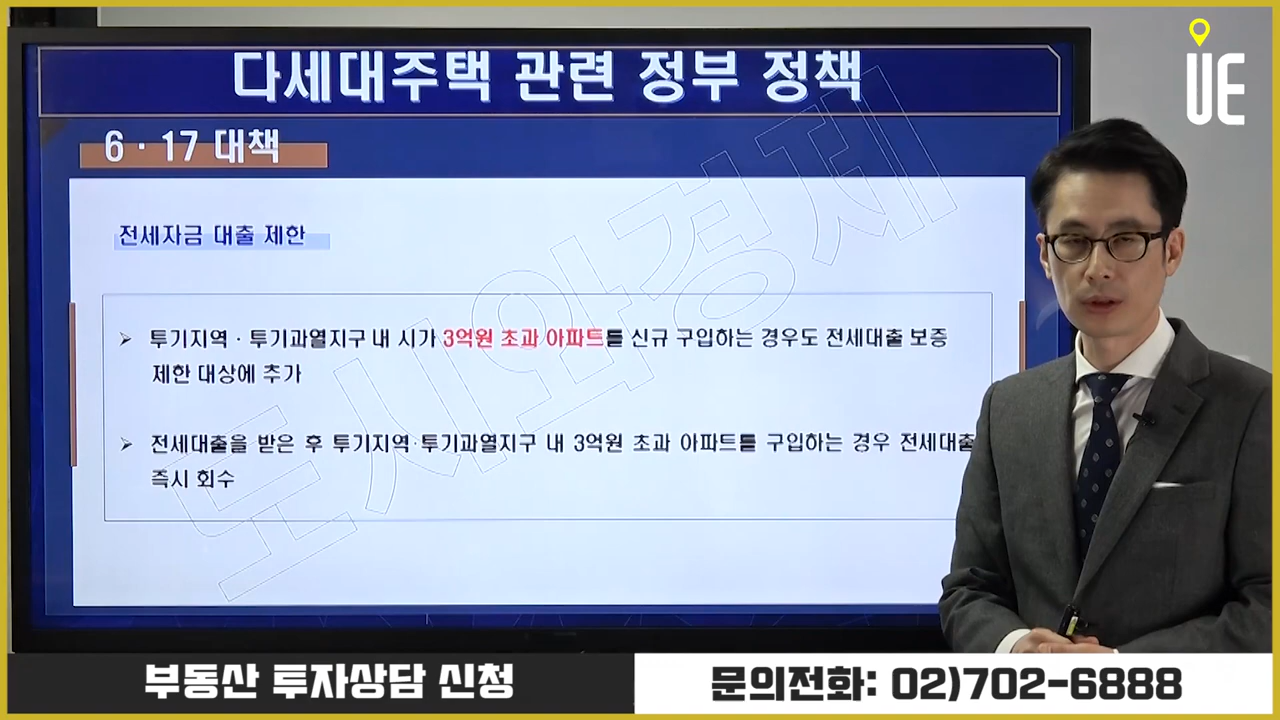 다세대주택 관련 정부 정책
UE
6 · 17 대책
전세자금 대출 제한
➢ 투기지역 · 투기과열지구 내 시가 3억원 초과 아파트를 신규 구입하는 경우도 전세대출 보증
제한 대상에 추가
➢ 전세대출을 받은 후 투기지역·투기과열지구 내 3억원 초과 아파트를 구입하는 경우 전세대출
즉시 회수
도시와경제
부동산 투자상담 신청
문의전화: 02)702-6888